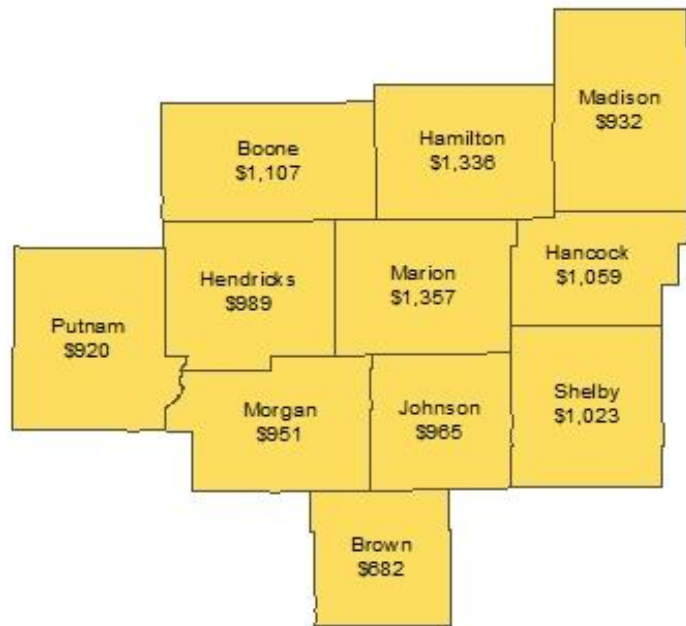 Madison
$932
Hamilton
$1,336
Boone
$1,107
Hancock
$1,059
Marion
$1,357
Hendricks
$989
Putnam
$920
Shelby
$1,023
Johnson
$965
Morgan
$951
Brown
$682